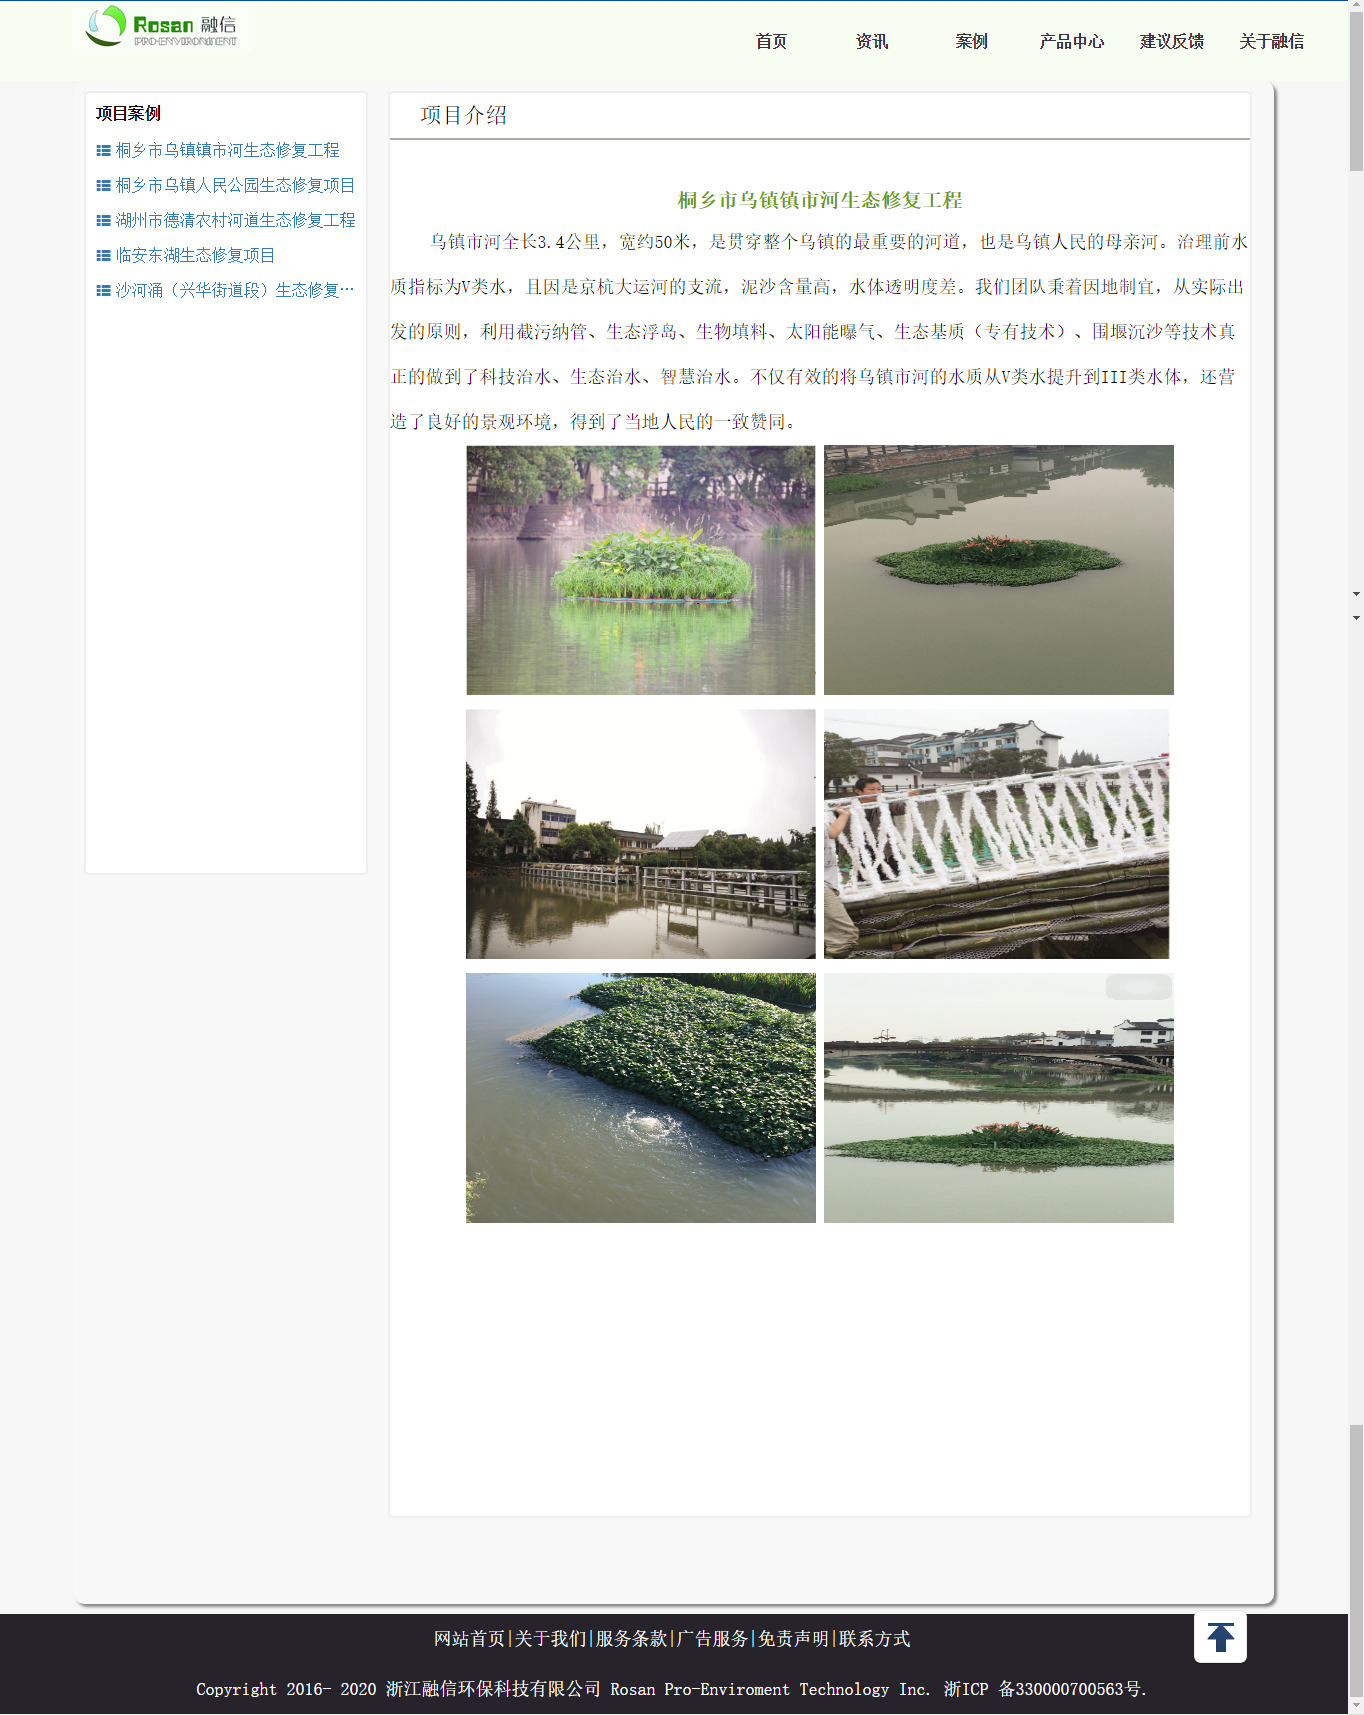 Rosan 融信
PRO-ENVIRONMENT
首页 资讯 案例 产品中心 建议反馈 关于融信
项目案例
桐乡市乌镇镇市河生态修复工程
桐乡市乌镇人民公园生态修复项目
湖州市德清农村河道生态修复工程
临安东湖生态修复项目
沙河涌（兴华街道段）生态修复…
项目介绍
桐乡市乌镇镇市河生态修复工程
乌镇市河全长3.4公里，宽约50米，是贯穿整个乌镇的最重要的河道，也是乌镇人民的母亲河。治理前水
质指标为V类水，且因是京杭大运河的支流，泥沙含量高，水体透明度差。我们团队秉着因地制宜，从实际出
发的原则，利用截污纳管、生态浮岛、生物填料、太阳能曝气、生态基质（专有技术）、围堰沉沙等技术真
正的做到了科技治水、生态治水、智慧治水。不仅有效的将乌镇市河的水质从V类水提升到III类水体，还营
造了良好的景观环境，得到了当地人民的一致赞同。
网站首页|关于我们|服务条款|广告服务|免责声明|联系方式
Copyright 2016- 2020 浙江融信环保科技有限公司 Rosan Pro-Enviroment Technology Inc. 浙ICP 备330000700563号.